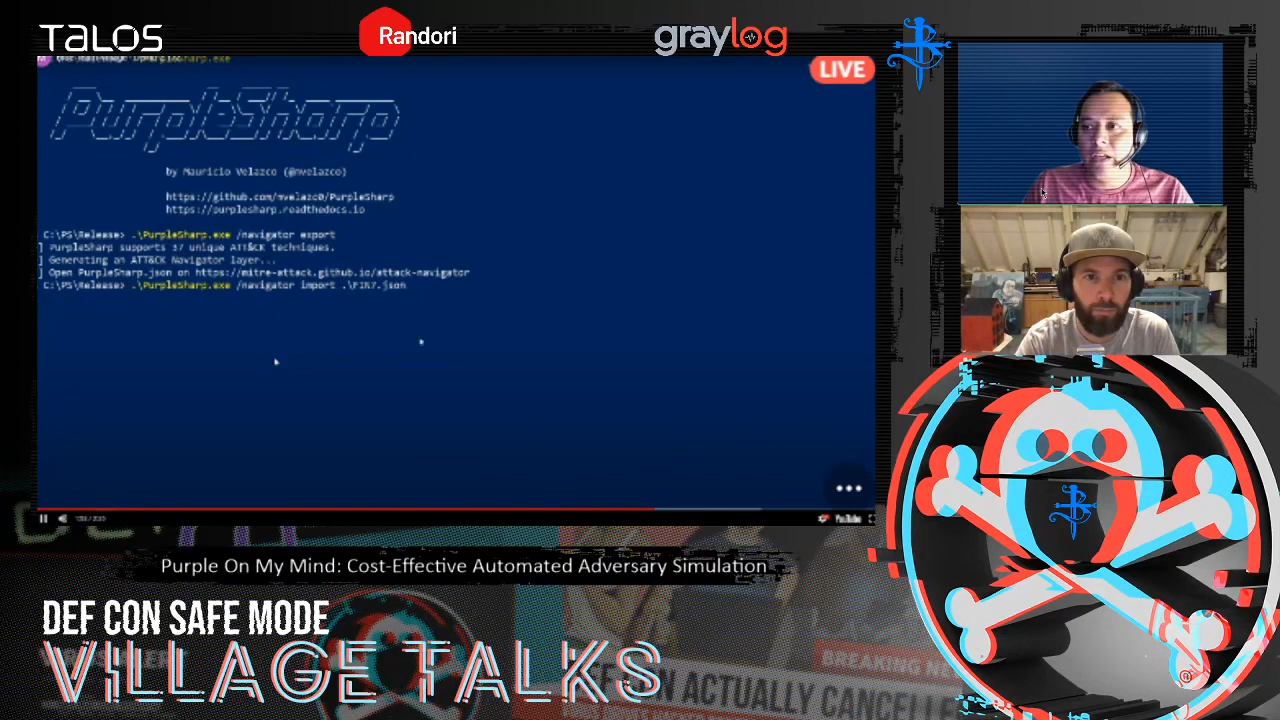 TALOS
Randori
graylog
LIVE
PurpleSharp
by Mauricio Velazco (@mvelazco)
https://github.com/mvelazc0/PurpleSharp
https://purplesharp.readthedocs.io
C:\PS\Release> .\PurpleSharp.exe /navigator export
] PurpleSharp supports 37 unique ATT&CK techniques.
] Generating an ATT&CK Navigator layer...
] Open PurpleSharp.json on https://mitre-attack.github.io/attack-navigator
C:\PS\Release> .\PurpleSharp.exe /navigator import .\FIN7.json
YouTube
Purple On My Mind: Cost-Effective Automated Adversary Simulation
DEF CON SAFE MODE
VILLAGE TALKS
BREAKING NE
ACTUALLY CANCELLE